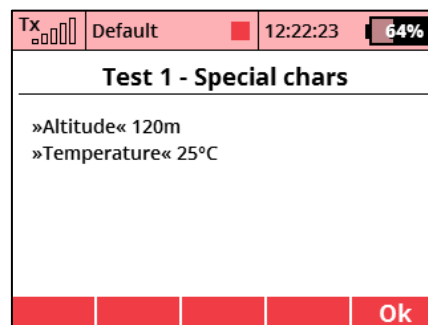 Tx Default 12:22:23 64%
Test 1 - Special chars
»Altitude« 120m
»Temperature« 25°C
Ok